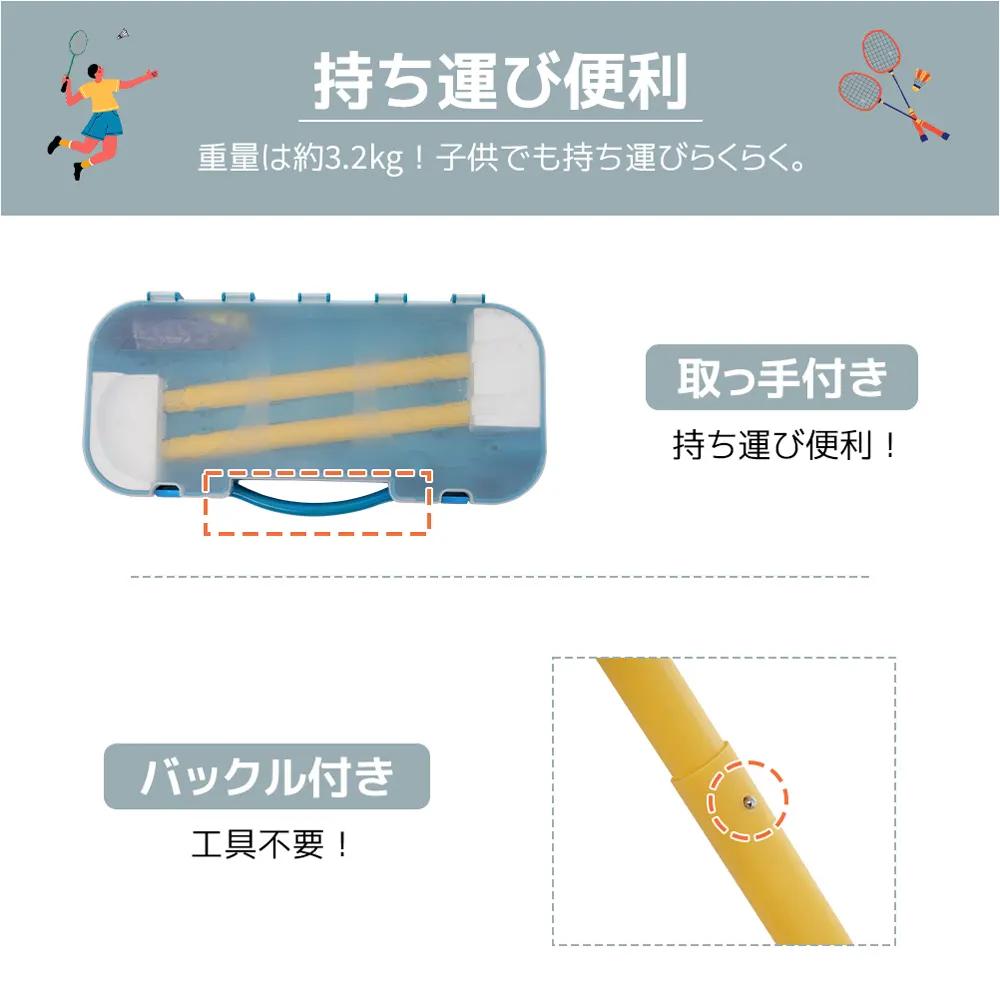 持ち運び便利
重量は約3.2kg！子供でも持ち運びらくらく。
取っ手付き
持ち運び便利！
バックル付き
工具不要！